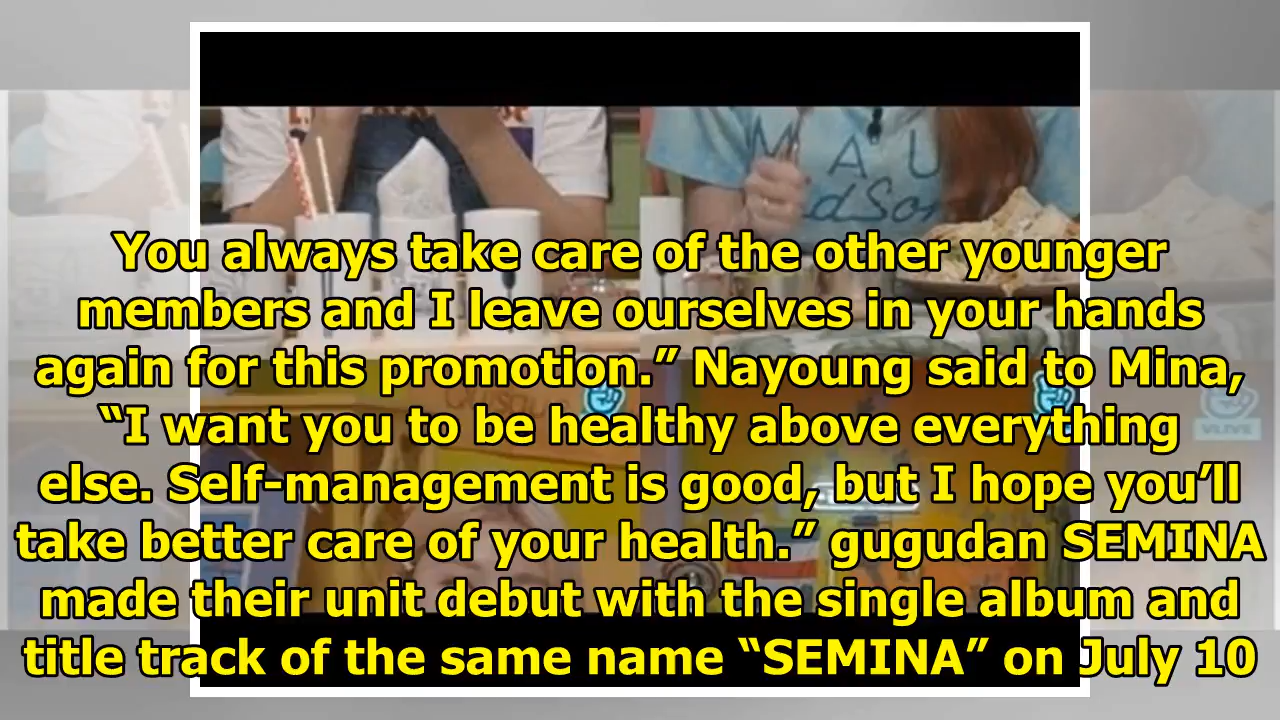 M A U
dSon
You always take care of the other younger
members and I leave ourselves in your hands
again for this promotion.” Nayoung said to Mina,
“I want you to be healthy above everything
else. Self-management is good, but I hope you’ll
take better care of your health.” gugudan SEMINA
made their unit debut with the single album and
title track of the same name “SEMINA” on July 10
VLIVE